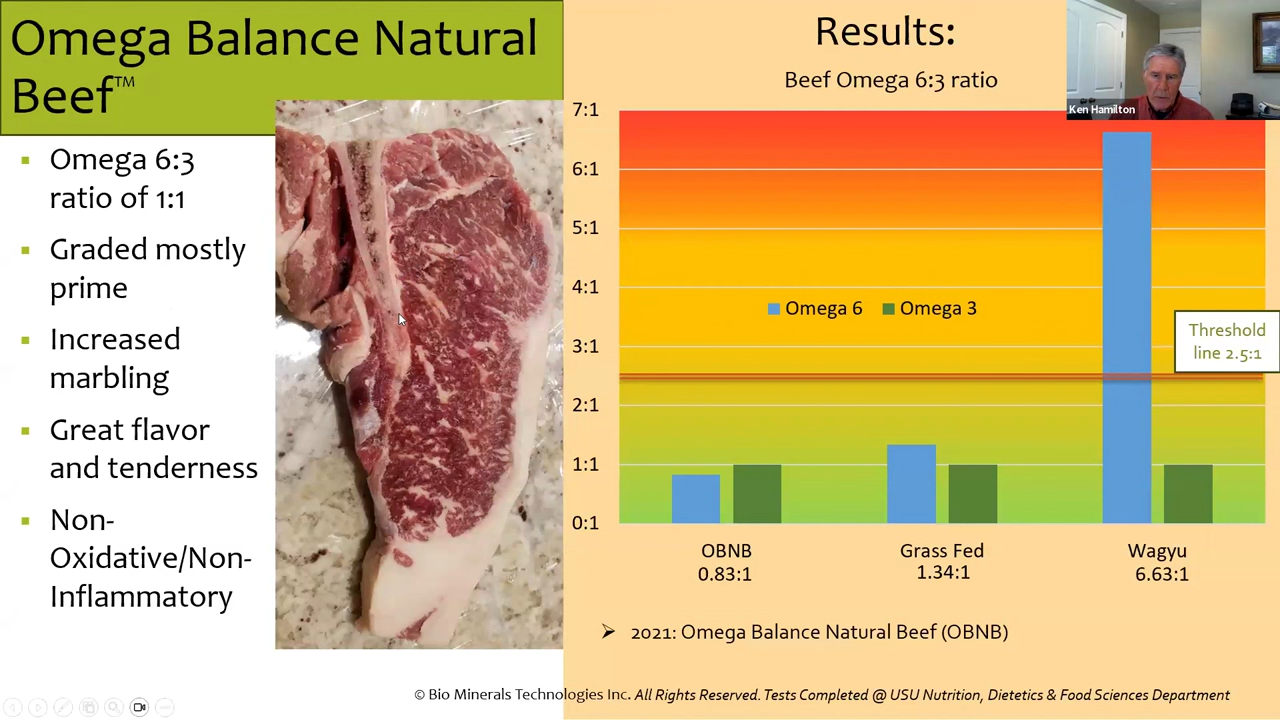 Omega Balance Natural
Beef™
Omega 6:3
ratio of 1:1
Graded mostly
prime
Increased
marbling
Great flavor
and tenderness
Non-
Oxidative/Non-
Inflammatory
Results:
Beef Omega 6:3 ratio
Ken Hamilton
7:1
6:1
5:1
4:1
3:1
2:1
1:1
0:1
Omega 6 Omega 3
Threshold
line 2.5:1
OBNB Grass Fed Wagyu
0.83:1 1.34:1 6.63:1
2021: Omega Balance Natural Beef (OBNB)
© Bio Minerals Technologies Inc. All Rights Reserved. Tests Completed @ USU Nutrition, Dietetics & Food Sciences Department